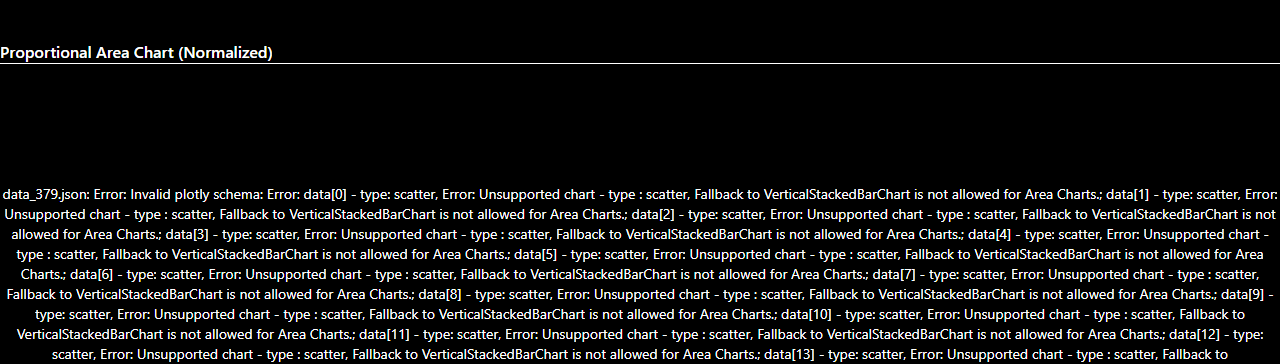 Proportional Area Chart (Normalized)
data_379.json: Error: Invalid plotly schema: Error: data[0] - type: scatter, Error: Unsupported chart - type : scatter, Fallback to VerticalStackedBarChart is not allowed for Area Charts.; data[1] - type: scatter, Error:
Unsupported chart - type : scatter, Fallback to VerticalStackedBarChart is not allowed for Area Charts.; data[2] - type: scatter, Error: Unsupported chart - type : scatter, Fallback to VerticalStackedBarChart is not
allowed for Area Charts.; data[3] - type: scatter, Error: Unsupported chart - type : scatter, Fallback to VerticalStackedBarChart is not allowed for Area Charts.; data[4] - type: scatter, Error: Unsupported chart -
type : scatter, Fallback to VerticalStackedBarChart is not allowed for Area Charts.; data[5] - type: scatter, Error: Unsupported chart - type : scatter, Fallback to VerticalStackedBarChart is not allowed for Area
Charts.; data[6] - type: scatter, Error: Unsupported chart - type : scatter, Fallback to VerticalStackedBarChart is not allowed for Area Charts.; data[7] - type: scatter, Error: Unsupported chart - type : scatter,
Fallback to VerticalStackedBarChart is not allowed for Area Charts.; data[8] - type: scatter, Error: Unsupported chart - type : scatter, Fallback to VerticalStackedBarChart is not allowed for Area Charts.; data[9] -
type: scatter, Error: Unsupported chart - type : scatter, Fallback to VerticalStackedBarChart is not allowed for Area Charts.; data[10] - type: scatter, Error: Unsupported chart - type : scatter, Fallback to
VerticalStackedBarChart is not allowed for Area Charts.; data[11] - type: scatter, Error: Unsupported chart - type : scatter, Fallback to VerticalStackedBarChart is not allowed for Area Charts.; data[12] - type:
scatter, Error: Unsupported chart - type : scatter, Fallback to VerticalStackedBarChart is not allowed for Area Charts.; data[13] - type: scatter, Error: Unsupported chart - type : scatter, Fallback to